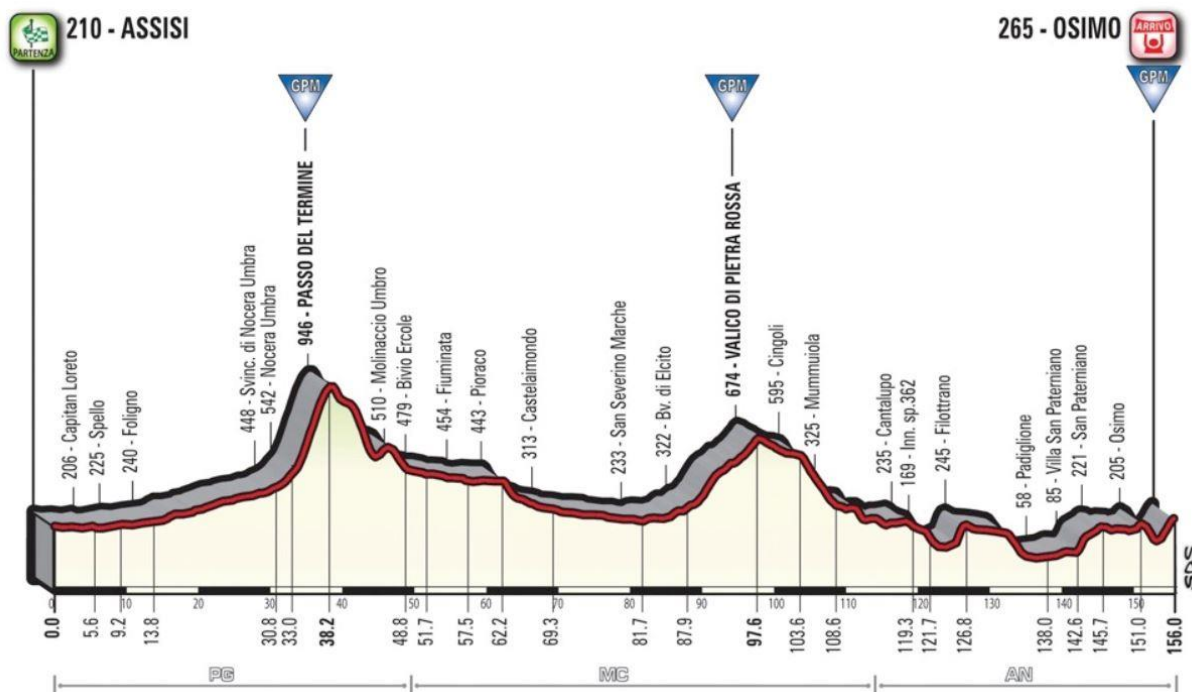 210 - ASSISI
PARTENZA
265 - OSIMO
ARRIVO
GPM
GPM
GPM
206 - Capitan Loreto
225 - Spello
240 - Foligno
448 - Svinc. di Nocera Umbra
542 - Nocera Umbra
946 - PASSO DEL TERMINE
510 - Molinaccio Umbro
479 - Bivio Ercole
454 - Fiuminata
443 - Pioraco
313 - Castelaimondo
233 - San Severino Marche
322 - Bv. di Elcito
674 - VALICO DI PIETRA ROSSA
595 - Cingoli
325 - Mummuiola
235 - Cantalupo
169 - Inn. sp.362
245 - Filottrano
58 - Padiglione
85 - Villa San Paterniano
221 - San Paterniano
205 - Osimo
SDS
0 10 20 30 40 50 60 70 80 90 100 110 120 130 140 150
0.0 5.6 9.2 13.8 30.8 33.0 38.2 48.8 51.7 57.5 62.2 69.3 81.7 87.9 97.6 103.6 108.6 119.3 121.7 126.8 138.0 142.6 145.7 151.0 156.0
PG MC AN